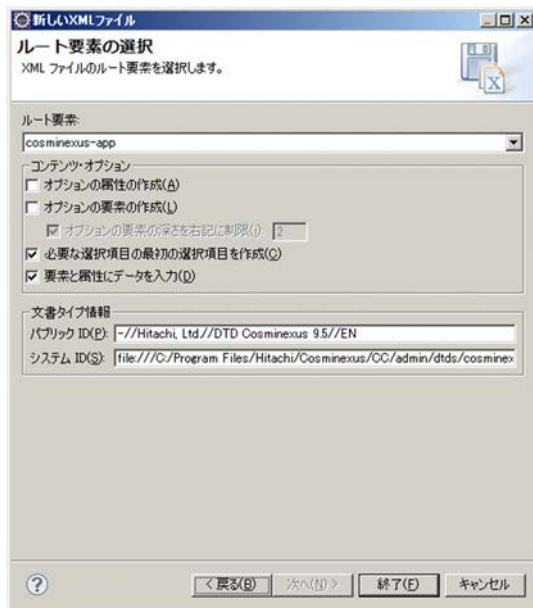 新しいXMLファイル
ルート要素の選択
XML ファイルのルート要素を選択します。
ルート要素:
cosminexus-app
コンテンツ・オプション
オプションの属性の作成(A)
オプションの要素の作成(L)
オプションの要素の深さを右記に制限(i): 2
必要な選択項目の最初の選択項目を作成(C)
要素と属性にデータを入力(D)
文書タイプ情報
パブリック ID(P): -//Hitachi, Ltd.//DTD Cosminexus 9.5//EN
システム ID(S): file:///C:/Program Files/Hitachi/Cosminexus/CC/admin/dtds/cosminex
< 戻る(B) 次へ(N) > 終了(F) キャンセル